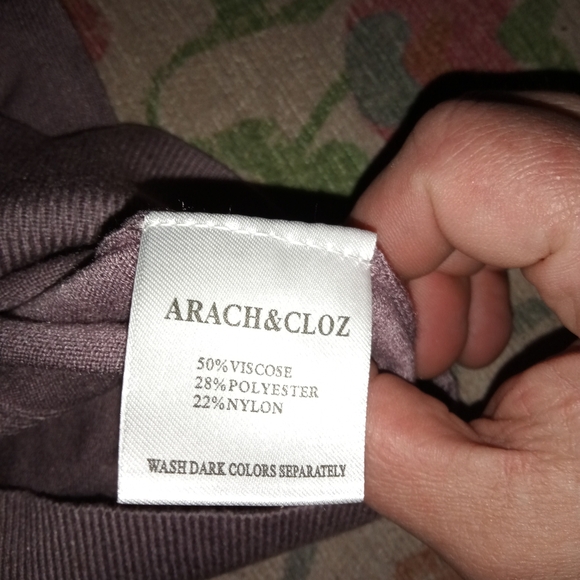 ARACH&CLOZ
50%VISCOSE
28%POLYESTER
22%NYLON
WASH DARK COLORS SEPARATELY